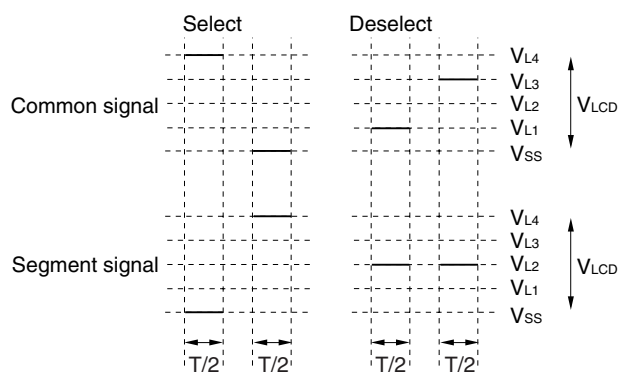 Select Deselect
VL4
VL3
Common signal VL2 VLCD
VL1
VSS
VL4
VL3
Segment signal VL2 VLCD
VL1
VSS
T/2 T/2 T/2 T/2